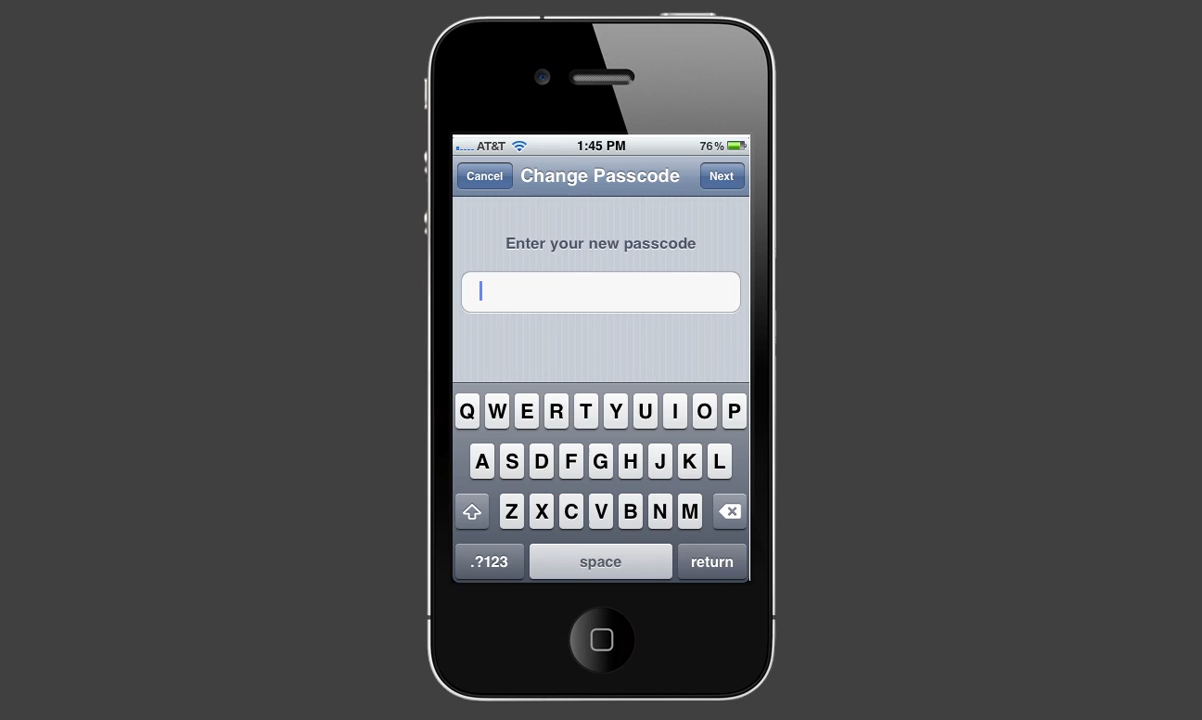 AT&T 1:45 PM 76%
Cancel Change Passcode Next
Enter your new passcode
Q W E R T Y U I O P
A S D F G H J K L
Z X C V B N M
.?123 space return